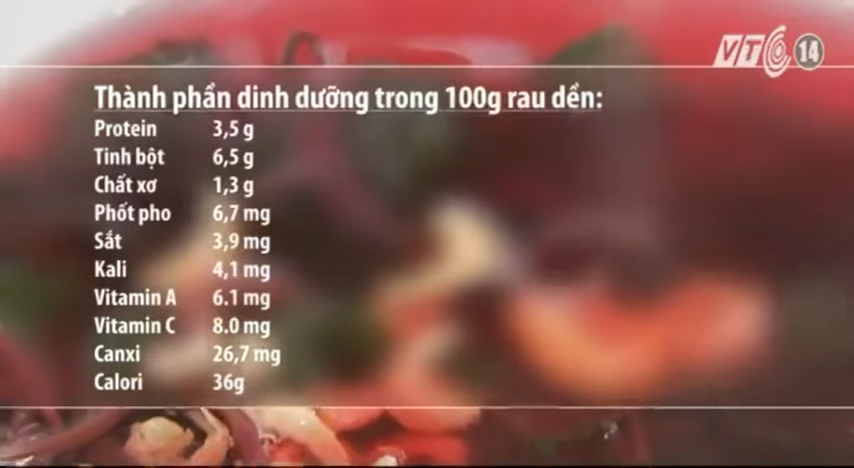 VTC 14
Thành phần dinh dưỡng trong 100g rau dền:
Protein 3,5 g
Tinh bột 6,5 g
Chất xơ 1,3 g
Phốt pho 6,7 mg
Sắt 3,9 mg
Kali 4,1 mg
Vitamin A 6.1 mg
Vitamin C 8.0 mg
Canxi 26,7 mg
Calori 36g